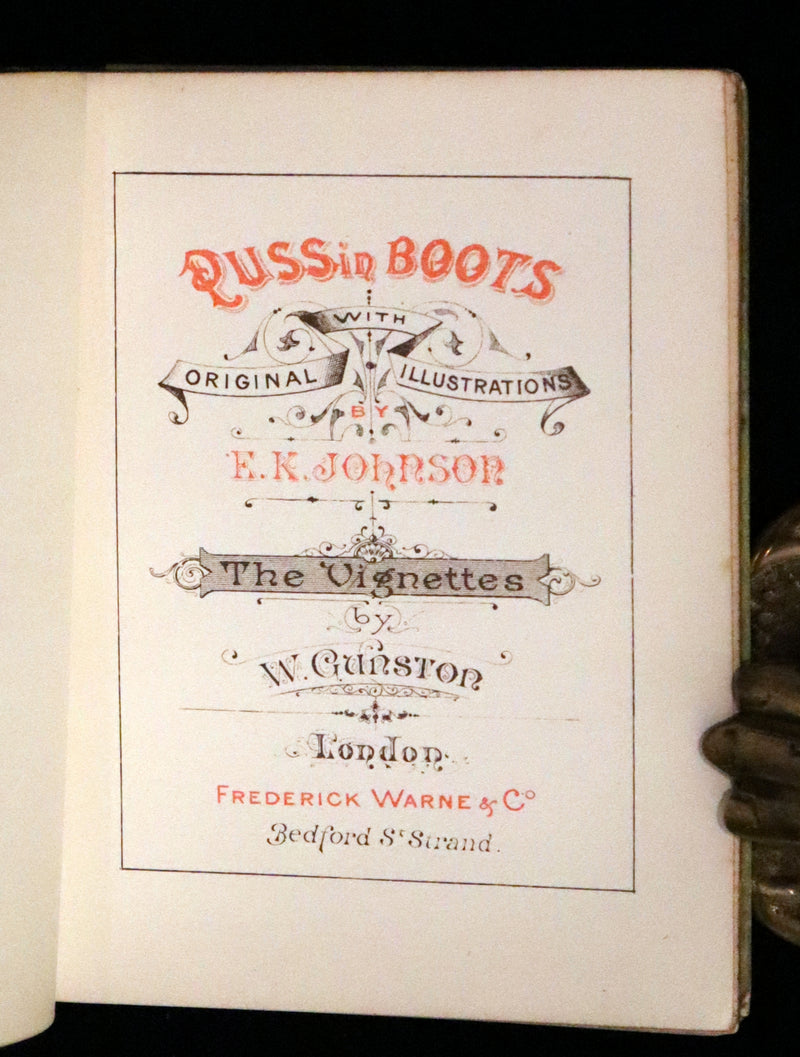 PUSS in BOOTS
WITH
ORIGINAL ILLUSTRATIONS
BY
E. K. JOHNSON
The Vignettes
by
W. GUNSTON
London
FREDERICK WARNE & Co
Bedford St Strand.